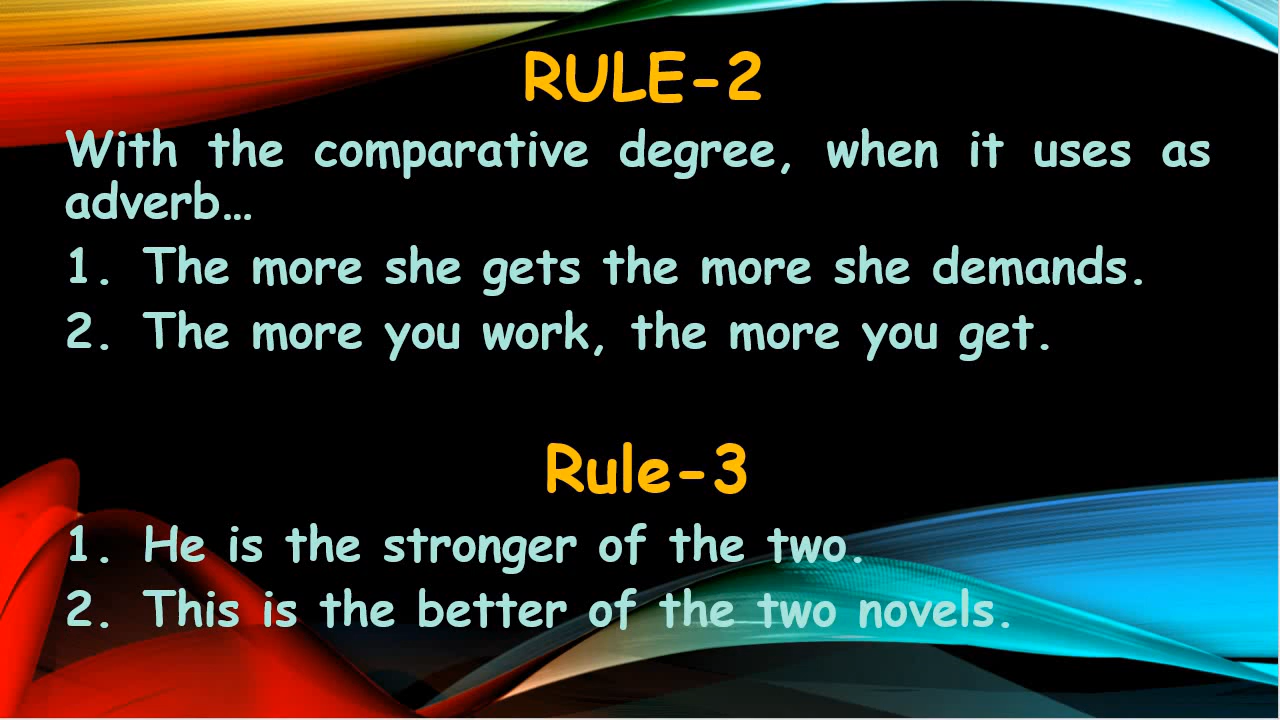 RULE-2
With the comparative degree, when it uses as
adverb…
1. The more she gets the more she demands.
2. The more you work, the more you get.
Rule-3
1. He is the stronger of the two.
2. This is the better of the two novels.